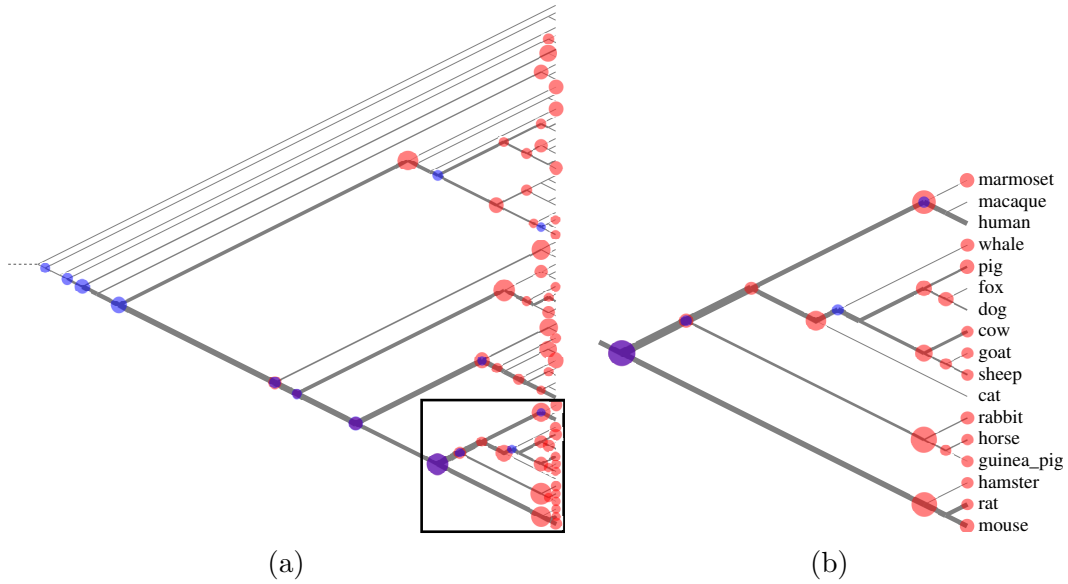 marmoset
macaque
human
whale
pig
fox
dog
cow
goat
sheep
cat
rabbit
horse
guinea_pig
hamster
rat
mouse
(a)
(b)